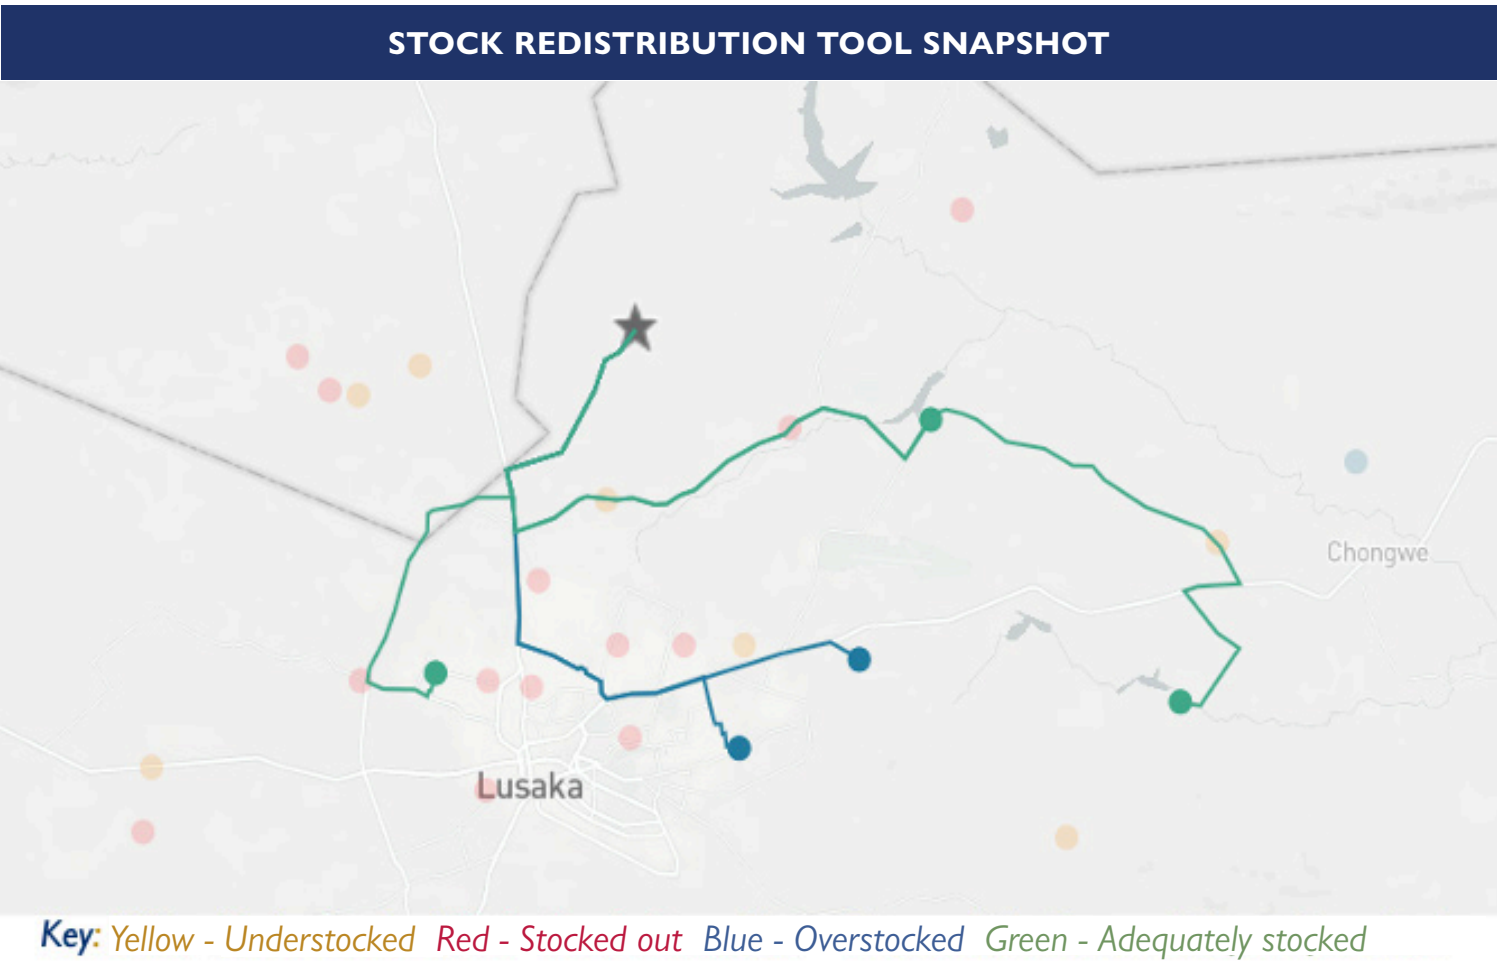 STOCK REDISTRIBUTION TOOL SNAPSHOT
Chongwe
Lusaka
Key: Yellow - Understocked Red - Stocked out Blue - Overstocked Green - Adequately stocked